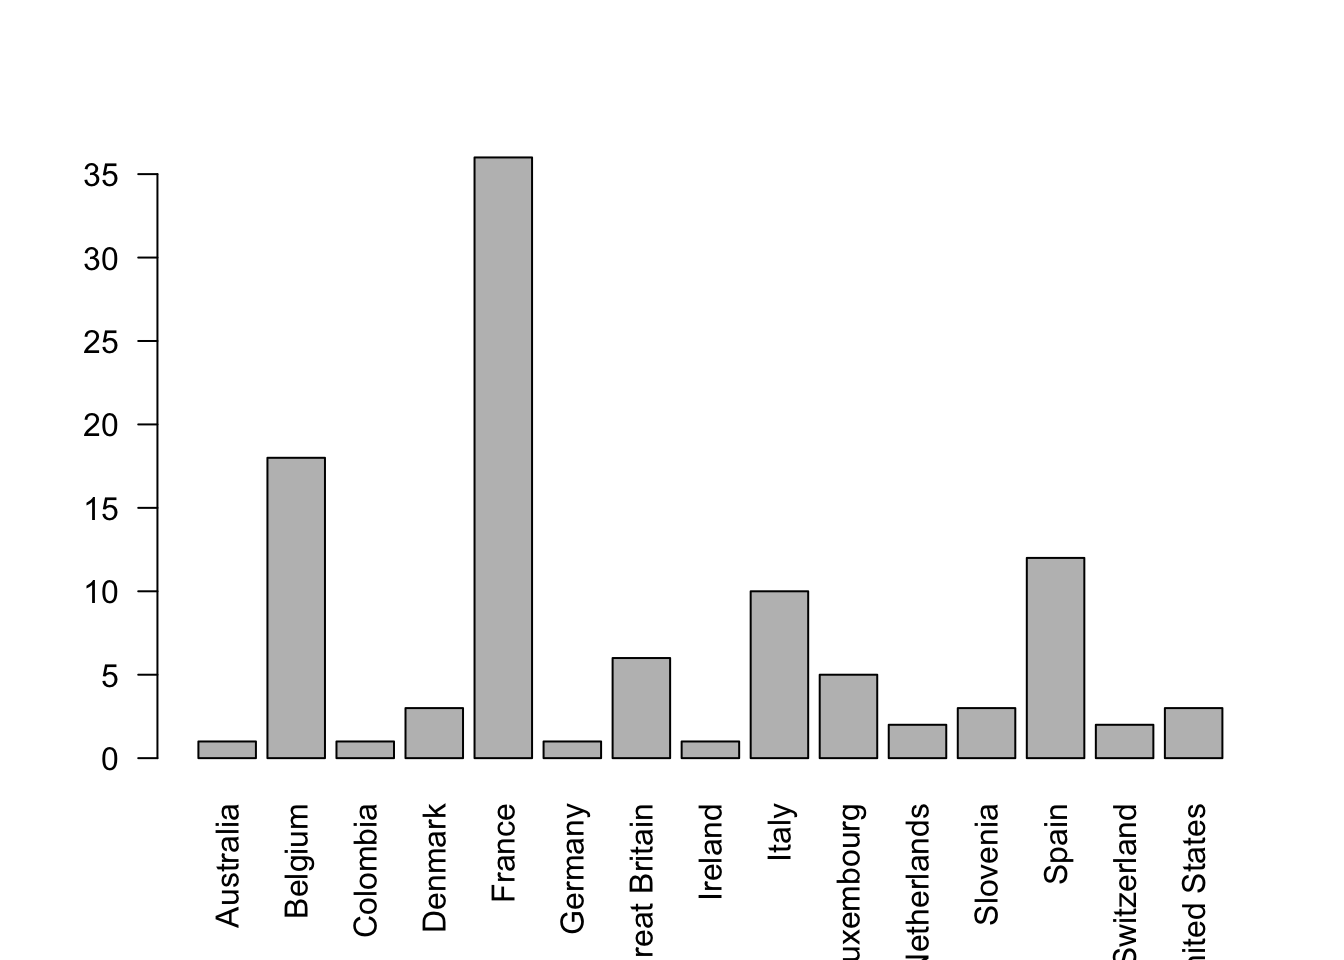 35
30
25
20
15
10
5
0
Australia
Belgium
Colombia
Denmark
France
Germany
reat Britain
Ireland
Italy
uxembourg
Netherlands
Slovenia
Spain
Switzerland
nited States